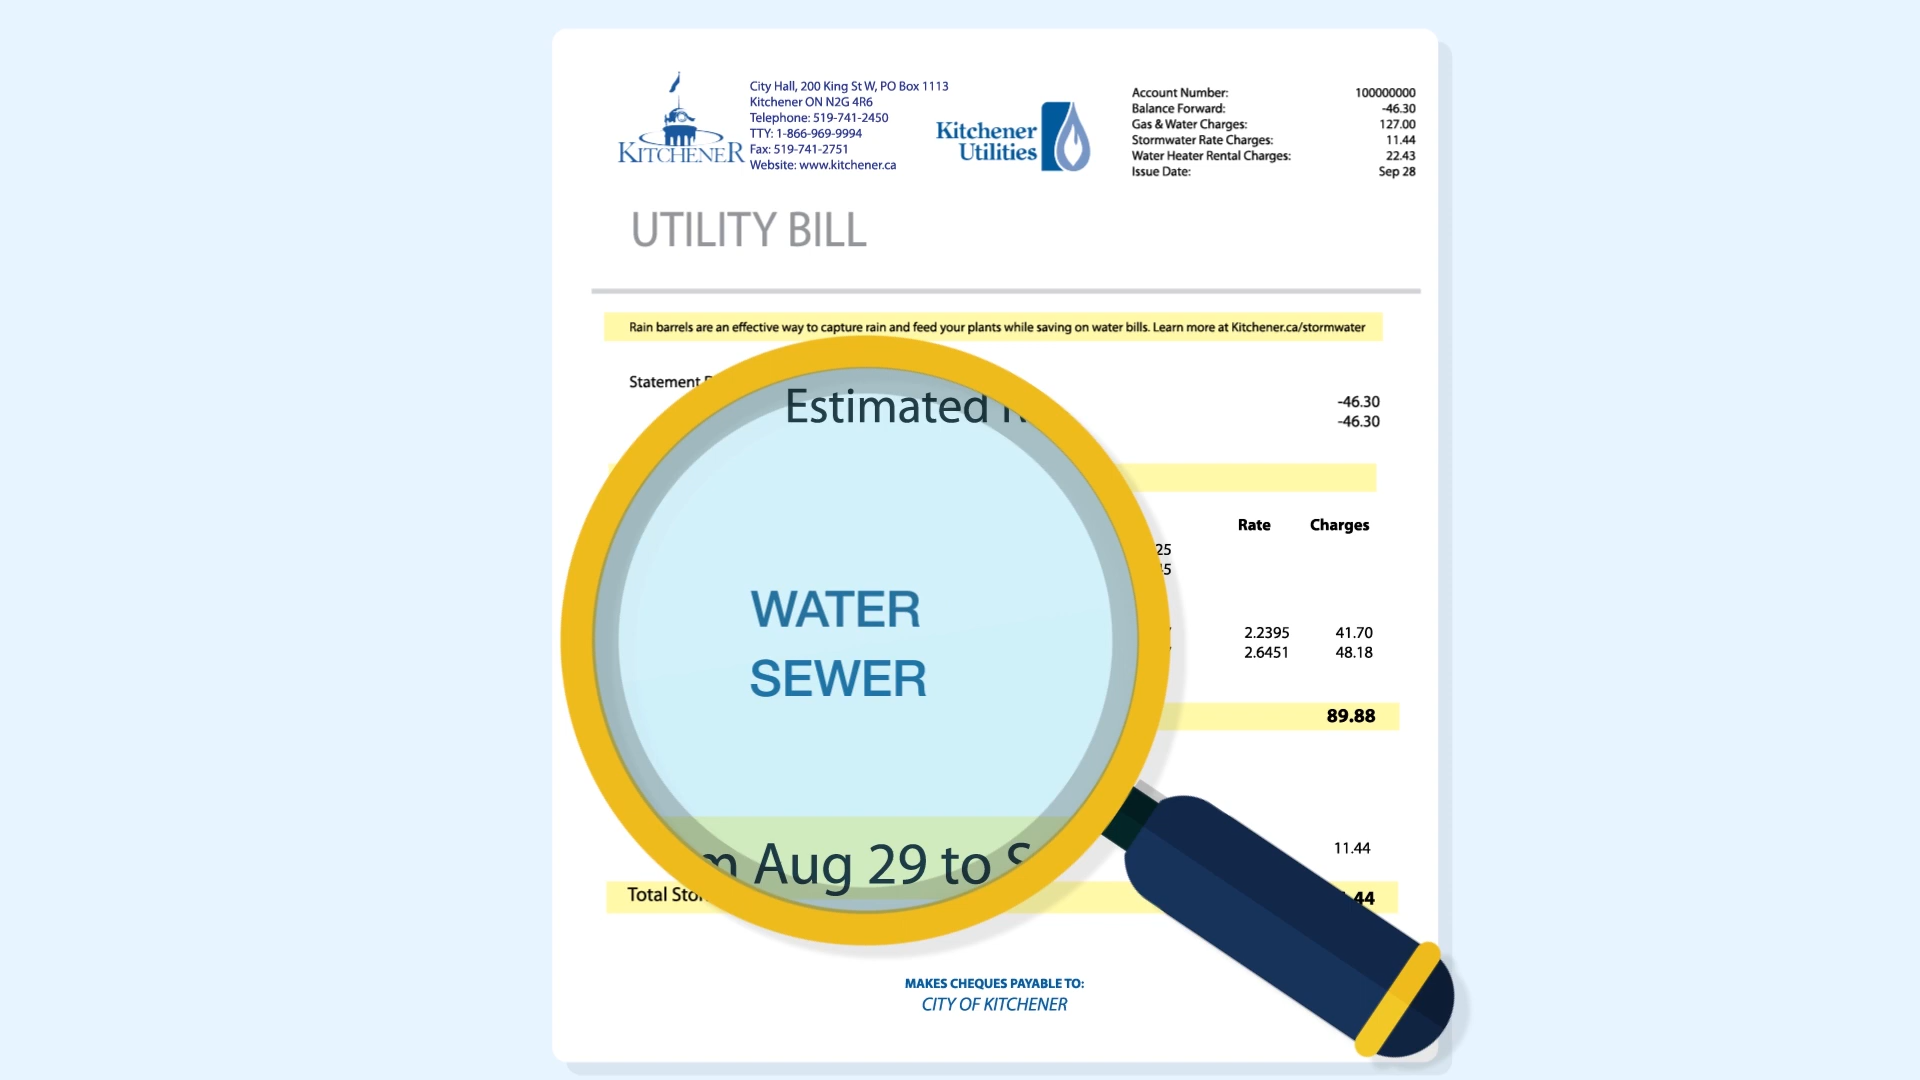 KITCHENER
City Hall, 200 King St W, PO Box 1113
Kitchener ON N2G 4R6
Telephone: 519-741-2450
TTY: 1-866-969-9994
Fax: 519-741-2751
Website: www.kitchener.ca
Kitchener
Utilities
Account Number: 100000000
Balance Forward: -46.30
Gas & Water Charges: 127.00
Stormwater Rate Charges: 11.44
Water Heater Rental Charges: 22.43
Issue Date: Sep 28
UTILITY BILL
Rain barrels are an effective way to capture rain and feed your plants while saving on water bills. Learn more at Kitchener.ca/stormwater
Statement
Estimated
-46.30
-46.30
Rate Charges
25
WATER
SEWER
2.2395 41.70
2.6451 48.18
89.88
11.44
Aug 29 to
Total
44
MAKES CHEQUES PAYABLE TO:
CITY OF KITCHENER